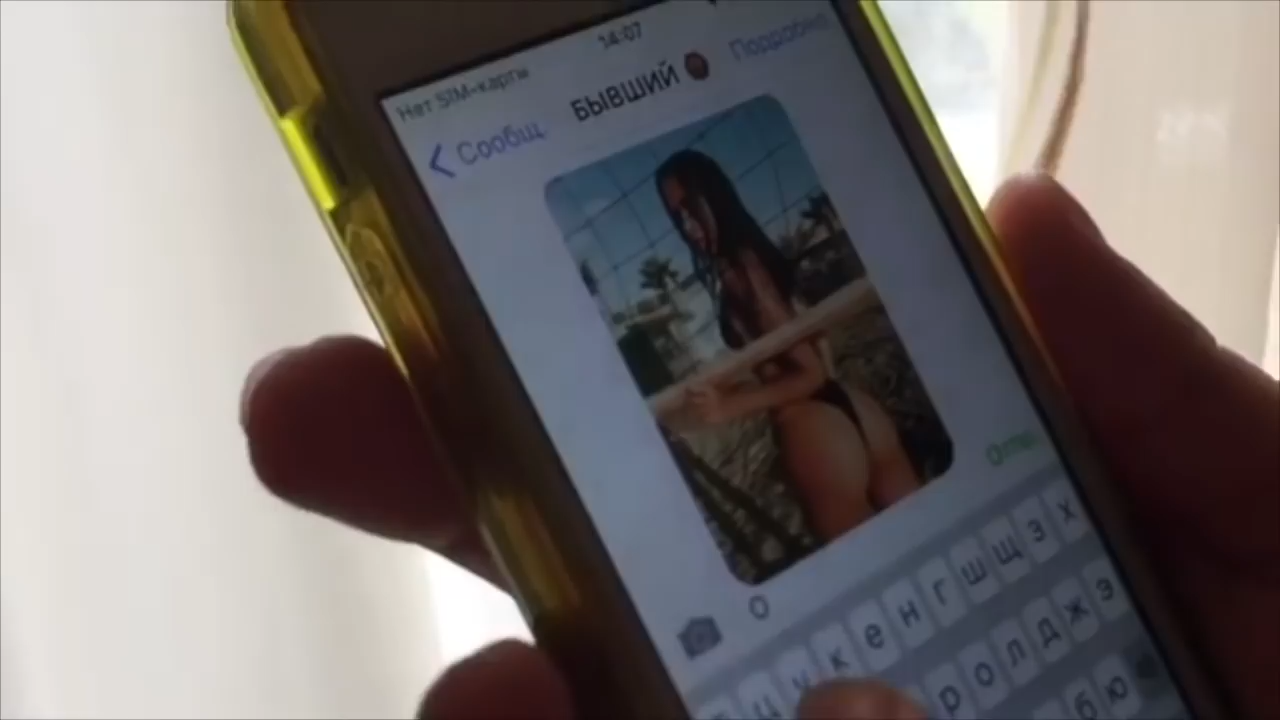 14:07
Нет SIM-карты
БЫВШИЙ
Подробно
Сообщ.
О
ц у к е н г ш щ з х
р о л д ж э
б ю